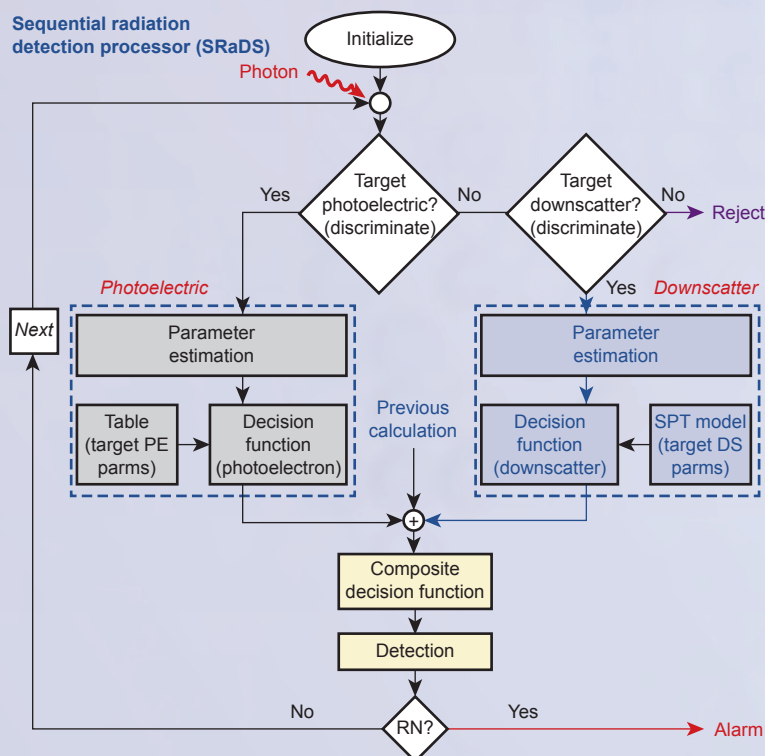 Sequential radiation
detection processor (SRaDS)
Initialize
Photon
Target
photoelectric?
(discriminate)
Yes
No
Target
downscatter?
(discriminate)
No
Reject
Yes
Photoelectric
Downscatter
Next
Parameter
estimation
Parameter
estimation
Table
(target PE
parms)
Decision
function
(photoelectron)
Previous
calculation
Decision
function
(downscatter)
SPT model
(target DS
parms)
+
Composite
decision function
Detection
No
RN?
Yes
Alarm